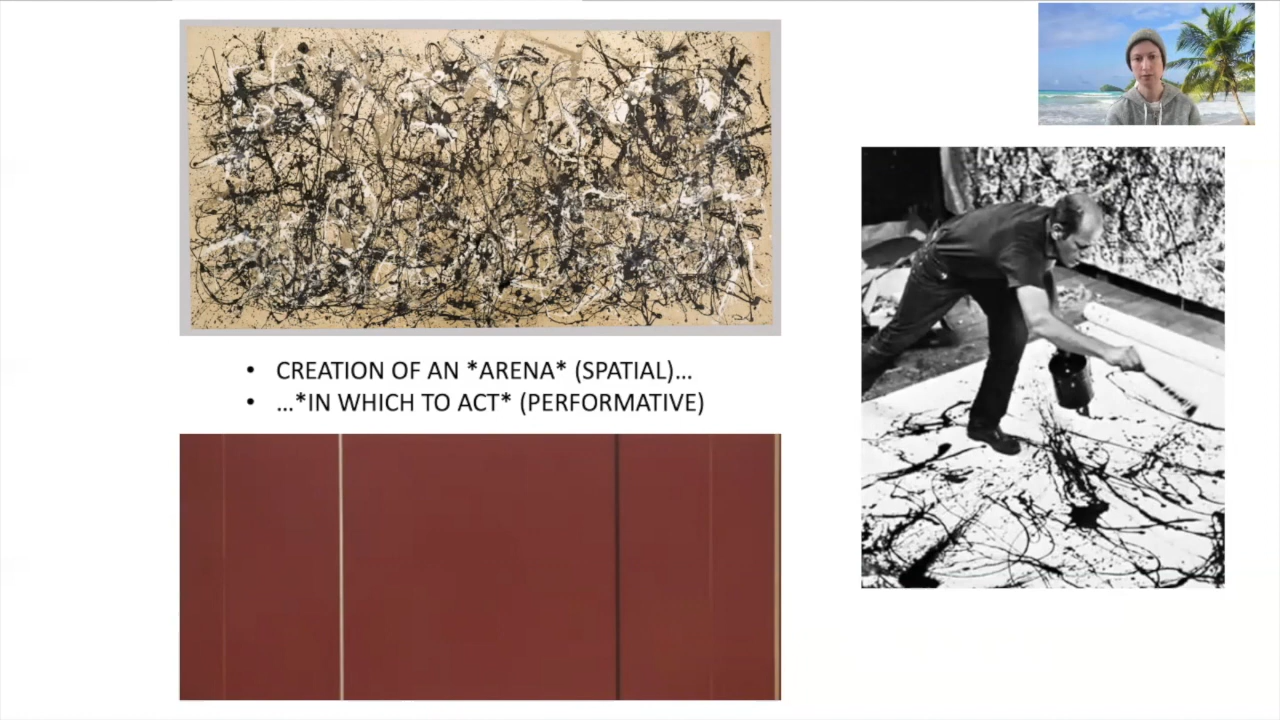 • CREATION OF AN *ARENA* (SPATIAL)...
• ...*IN WHICH TO ACT* (PERFORMATIVE)